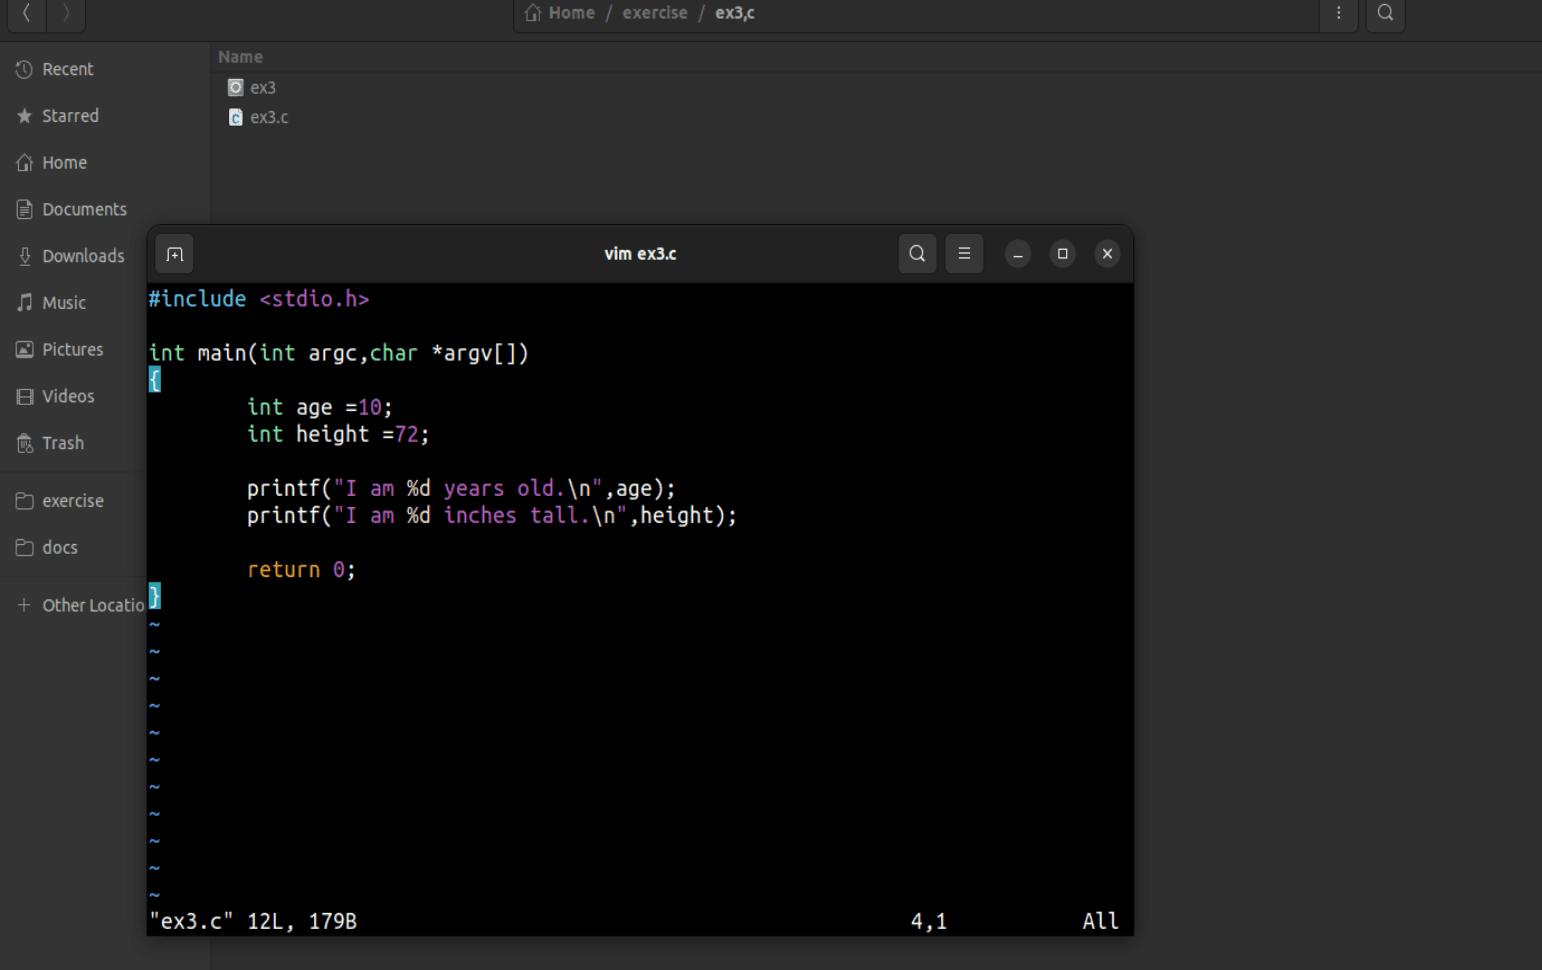 Home / exercise / ex3,c
Name
Recent
ex3
Starred
ex3.c
Home
Documents
Downloads
Music
Pictures
Videos
Trash
exercise
docs
+ Other Locatio
vim ex3.c
#include <stdio.h>
int main(int argc,char *argv[])
{
int age =10;
int height =72;
printf("I am %d years old.\n",age);
printf("I am %d inches tall.\n",height);
return 0;
}
~
~
~
~
~
~
~
~
~
~
~
"ex3.c" 12L, 179B 4,1 All